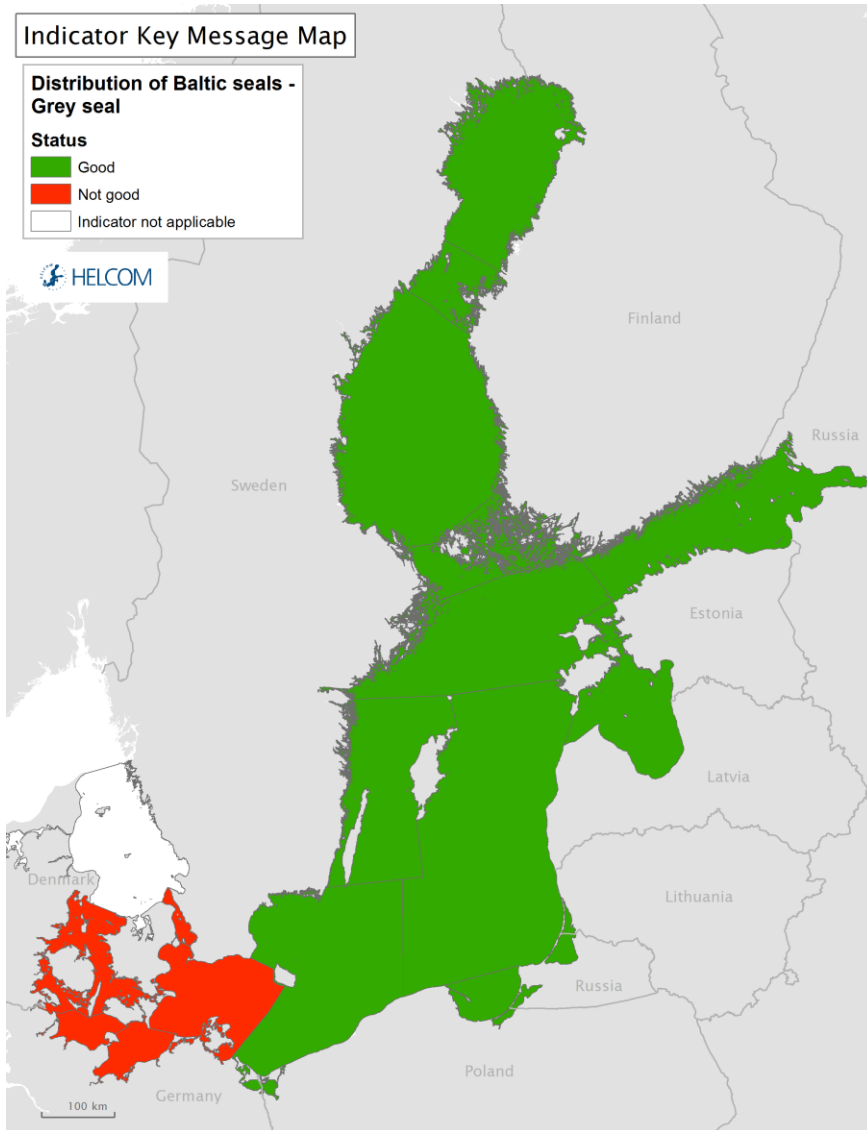 Indicator Key Message Map
Distribution of Baltic seals -
Grey seal
Status
Good
Not good
Indicator not applicable
HELCOM
Finland
Russia
Sweden
Estonia
Latvia
Denmark
Lithuania
Russia
Poland
Germany
100 km